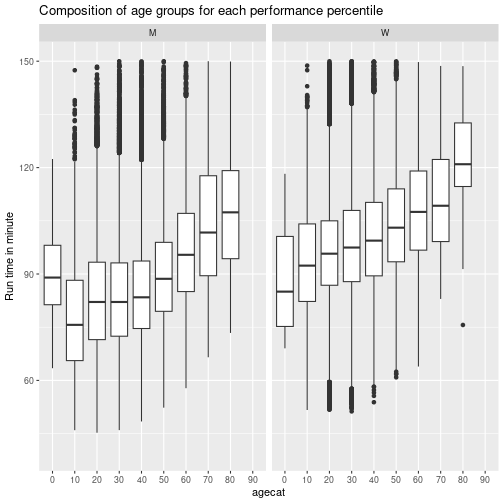 Composition of age groups for each performance percentile
M W
150
120
90
60
Run time in minute
0 10 20 30 40 50 60 70 80 90 0 10 20 30 40 50 60 70 80 90
agecat